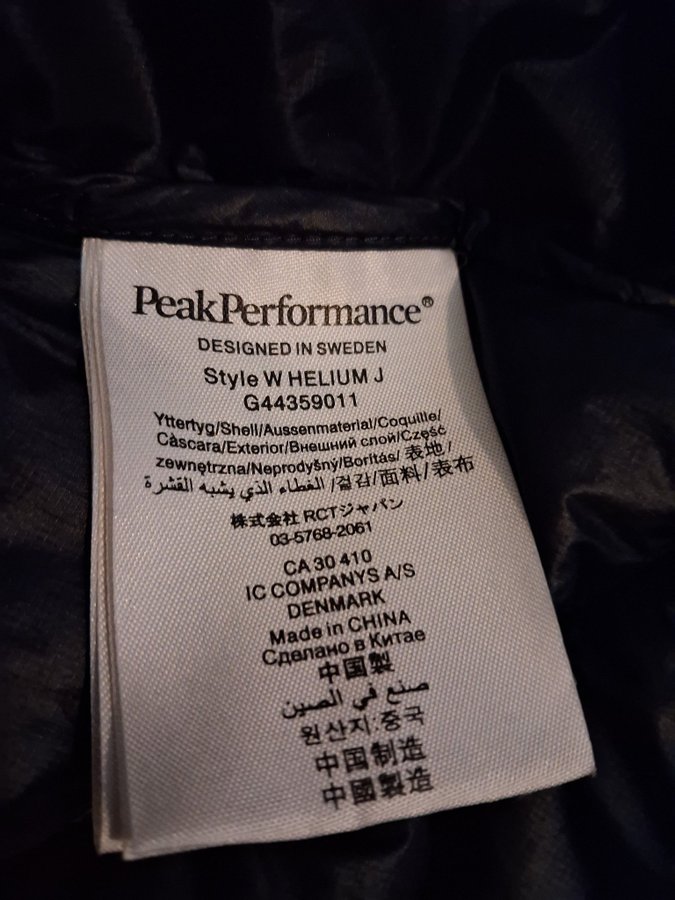 PeakPerformance®
DESIGNED IN SWEDEN
Style W HELIUM J
G44359011
Yttertyg/Shell/Aussenmaterial/Coquille/
Càscara/Exterior/Внешний слой/Część
zewnętrzna/Neprodyšný/Borítás/ 表地/
الغطاء الذي يشبه القشرة /겉감/面料/表布
株式会社 RCTジャパン
03-5768-2061
CA 30 410
IC COMPANYS A/S
DENMARK
Made in CHINA
Сделано в Китае
中国製
صنع في الصين
원산지:중국
中国制造
中國製造